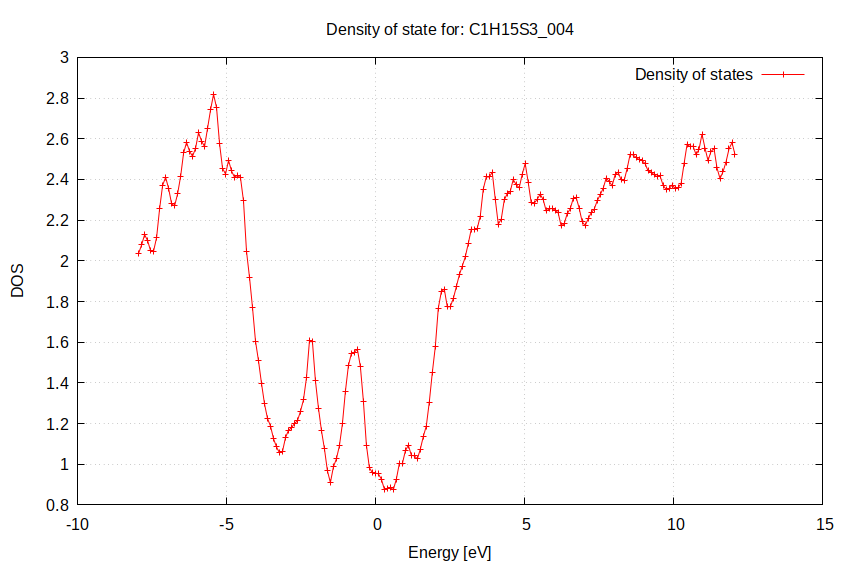 Density of state for: C1H15S3_004
Density of states
3
2.8
2.6
2.4
2.2
2
1.8
1.6
1.4
1.2
1
0.8
DOS
-10 -5 0 5 10 15
Energy [eV]